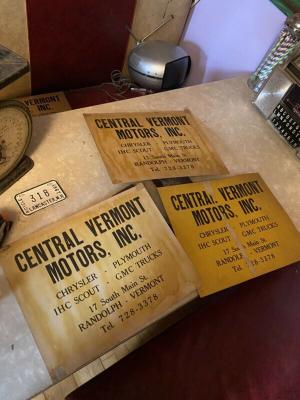 VERMONT
CENTRAL VERMONT
MOTORS, INC.
CHRYSLER - PLYMOUTH
IHC SCOUT GMC TRUCKS
17 South Main St.
RANDOLPH - VERMONT
Tel. 728-3378
318
LANCASTER, N.H.
CENTRAL VERMONT
MOTORS, INC.
CHRYSLER - PLYMOUTH
IHC SCOUT - GMC TRUCKS
17 South Main St.
RANDOLPH - VERMONT
Tel. 728-3378
CENTRAL VERMONT
MOTORS, INC.
CHRYSLER - PLYMOUTH
IHC SCOUT GMC TRUCKS
17 South Main St.
RANDOLPH - VERMONT
Tel. 728-3378